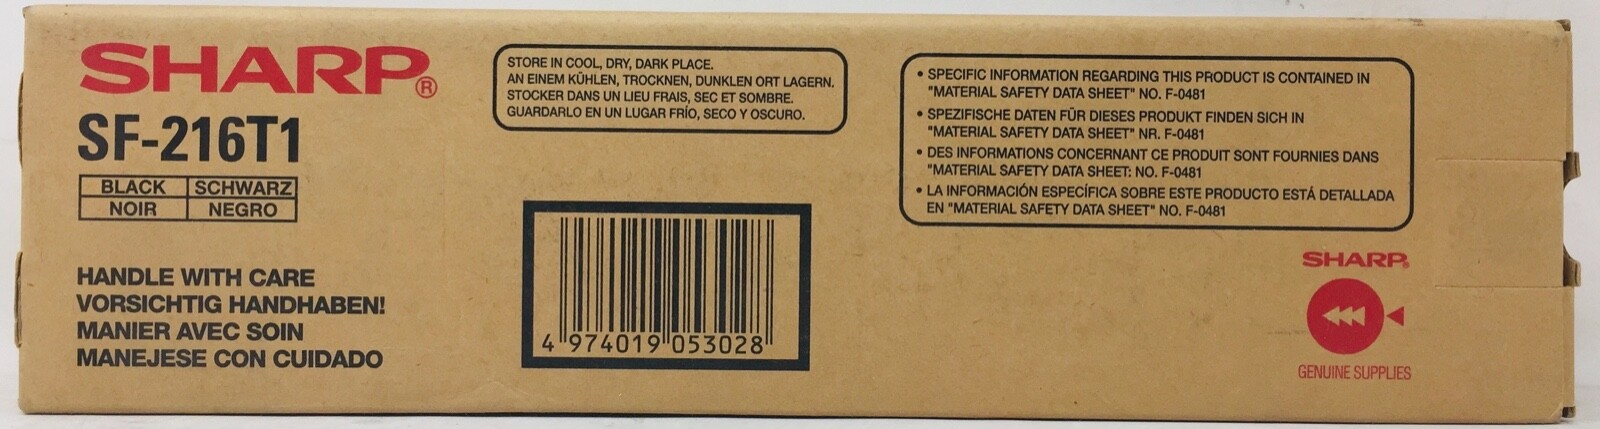 SHARP®
SF-216T1
BLACK SCHWARZ
NOIR NEGRO
HANDLE WITH CARE
VORSICHTIG HANDHABEN!
MANIER AVEC SOIN
MANEJESE CON CUIDADO
STORE IN COOL, DRY, DARK PLACE.
AN EINEM KÜHLEN, TROCKNEN, DUNKLEN ORT LAGERN.
STOCKER DANS UN LIEU FRAIS, SEC ET SOMBRE.
GUARDARLO EN UN LUGAR FRÍO, SECO Y OSCURO.
4 974019 053028
• SPECIFIC INFORMATION REGARDING THIS PRODUCT IS CONTAINED IN
"MATERIAL SAFETY DATA SHEET" NO. F-0481
• SPEZIFISCHE DATEN FÜR DIESES PRODUKT FINDEN SICH IN
"MATERIAL SAFETY DATA SHEET" NR. F-0481
• DES INFORMATIONS CONCERNANT CE PRODUIT SONT FOURNIES DANS
"MATERIAL SAFETY DATA SHEET: NO. F-0481
• LA INFORMACIÓN ESPECÍFICA SOBRE ESTE PRODUCTO ESTÁ DETALLADA
EN "MATERIAL SAFETY DATA SHEET" NO. F-0481
SHARP®
GENUINE SUPPLIES